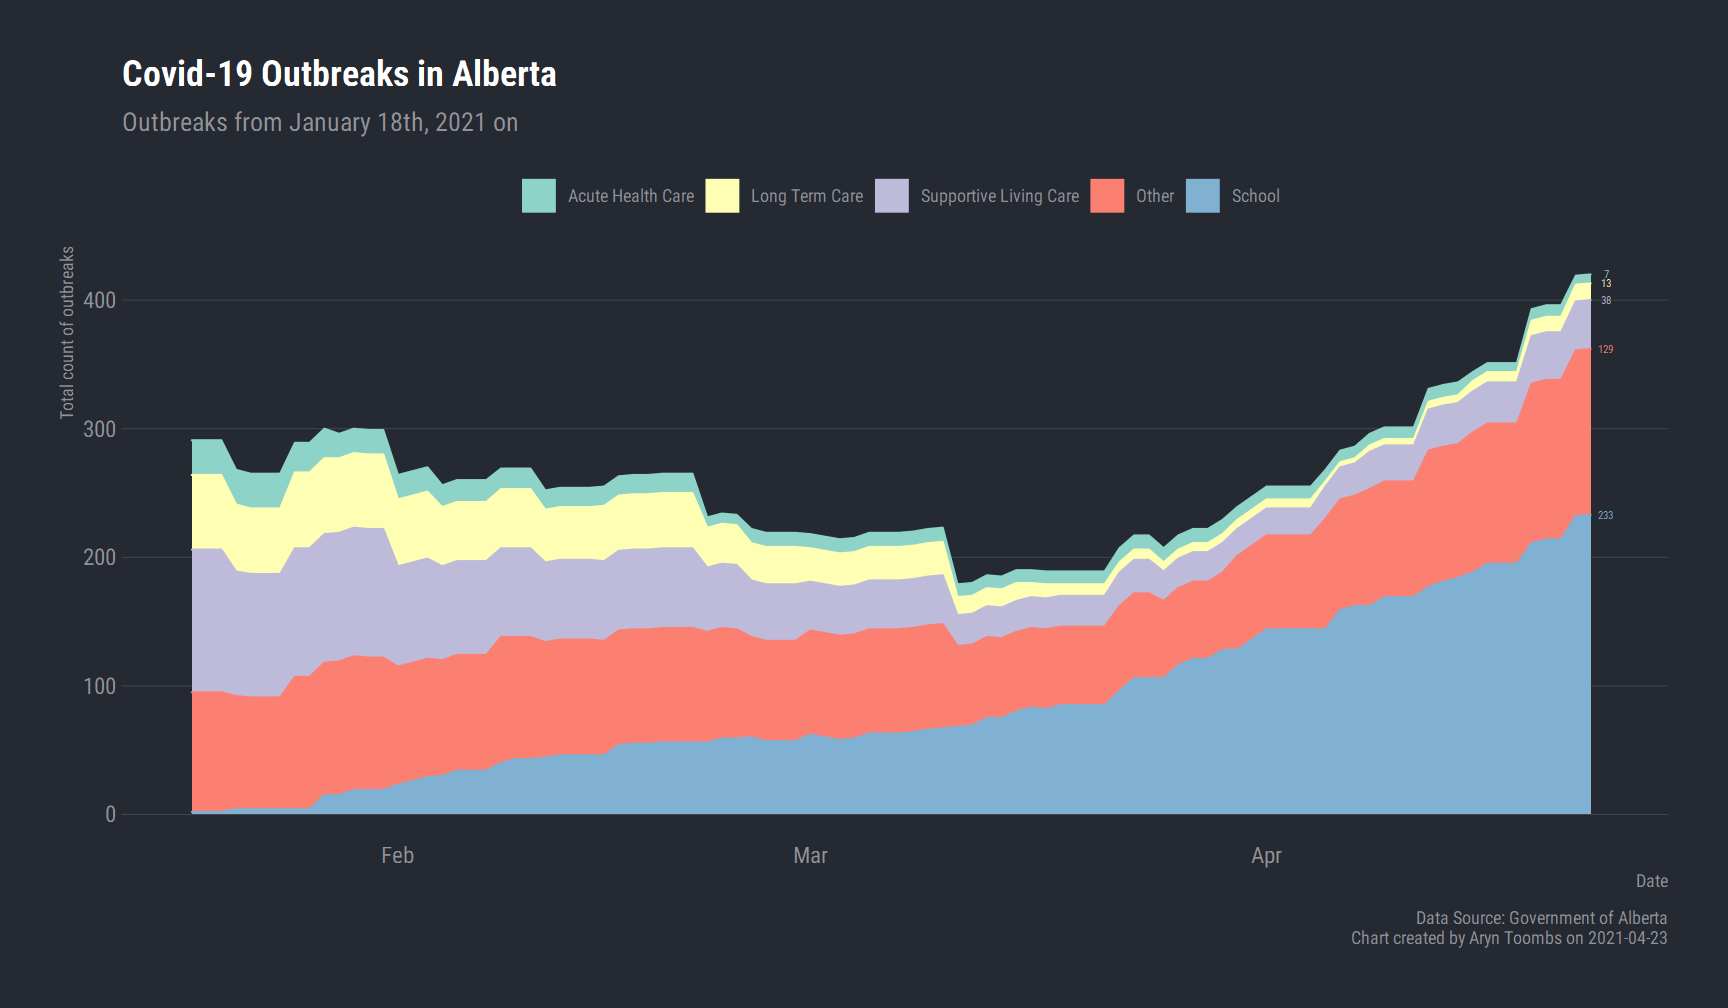 Covid-19 Outbreaks in Alberta
Outbreaks from January 18th, 2021 on
Acute Health Care Long Term Care Supportive Living Care Other School
Total count of outbreaks
400
300
200
100
0
7
13
38
129
233
Feb Mar Apr
Date
Data Source: Government of Alberta
Chart created by Aryn Toombs on 2021-04-23